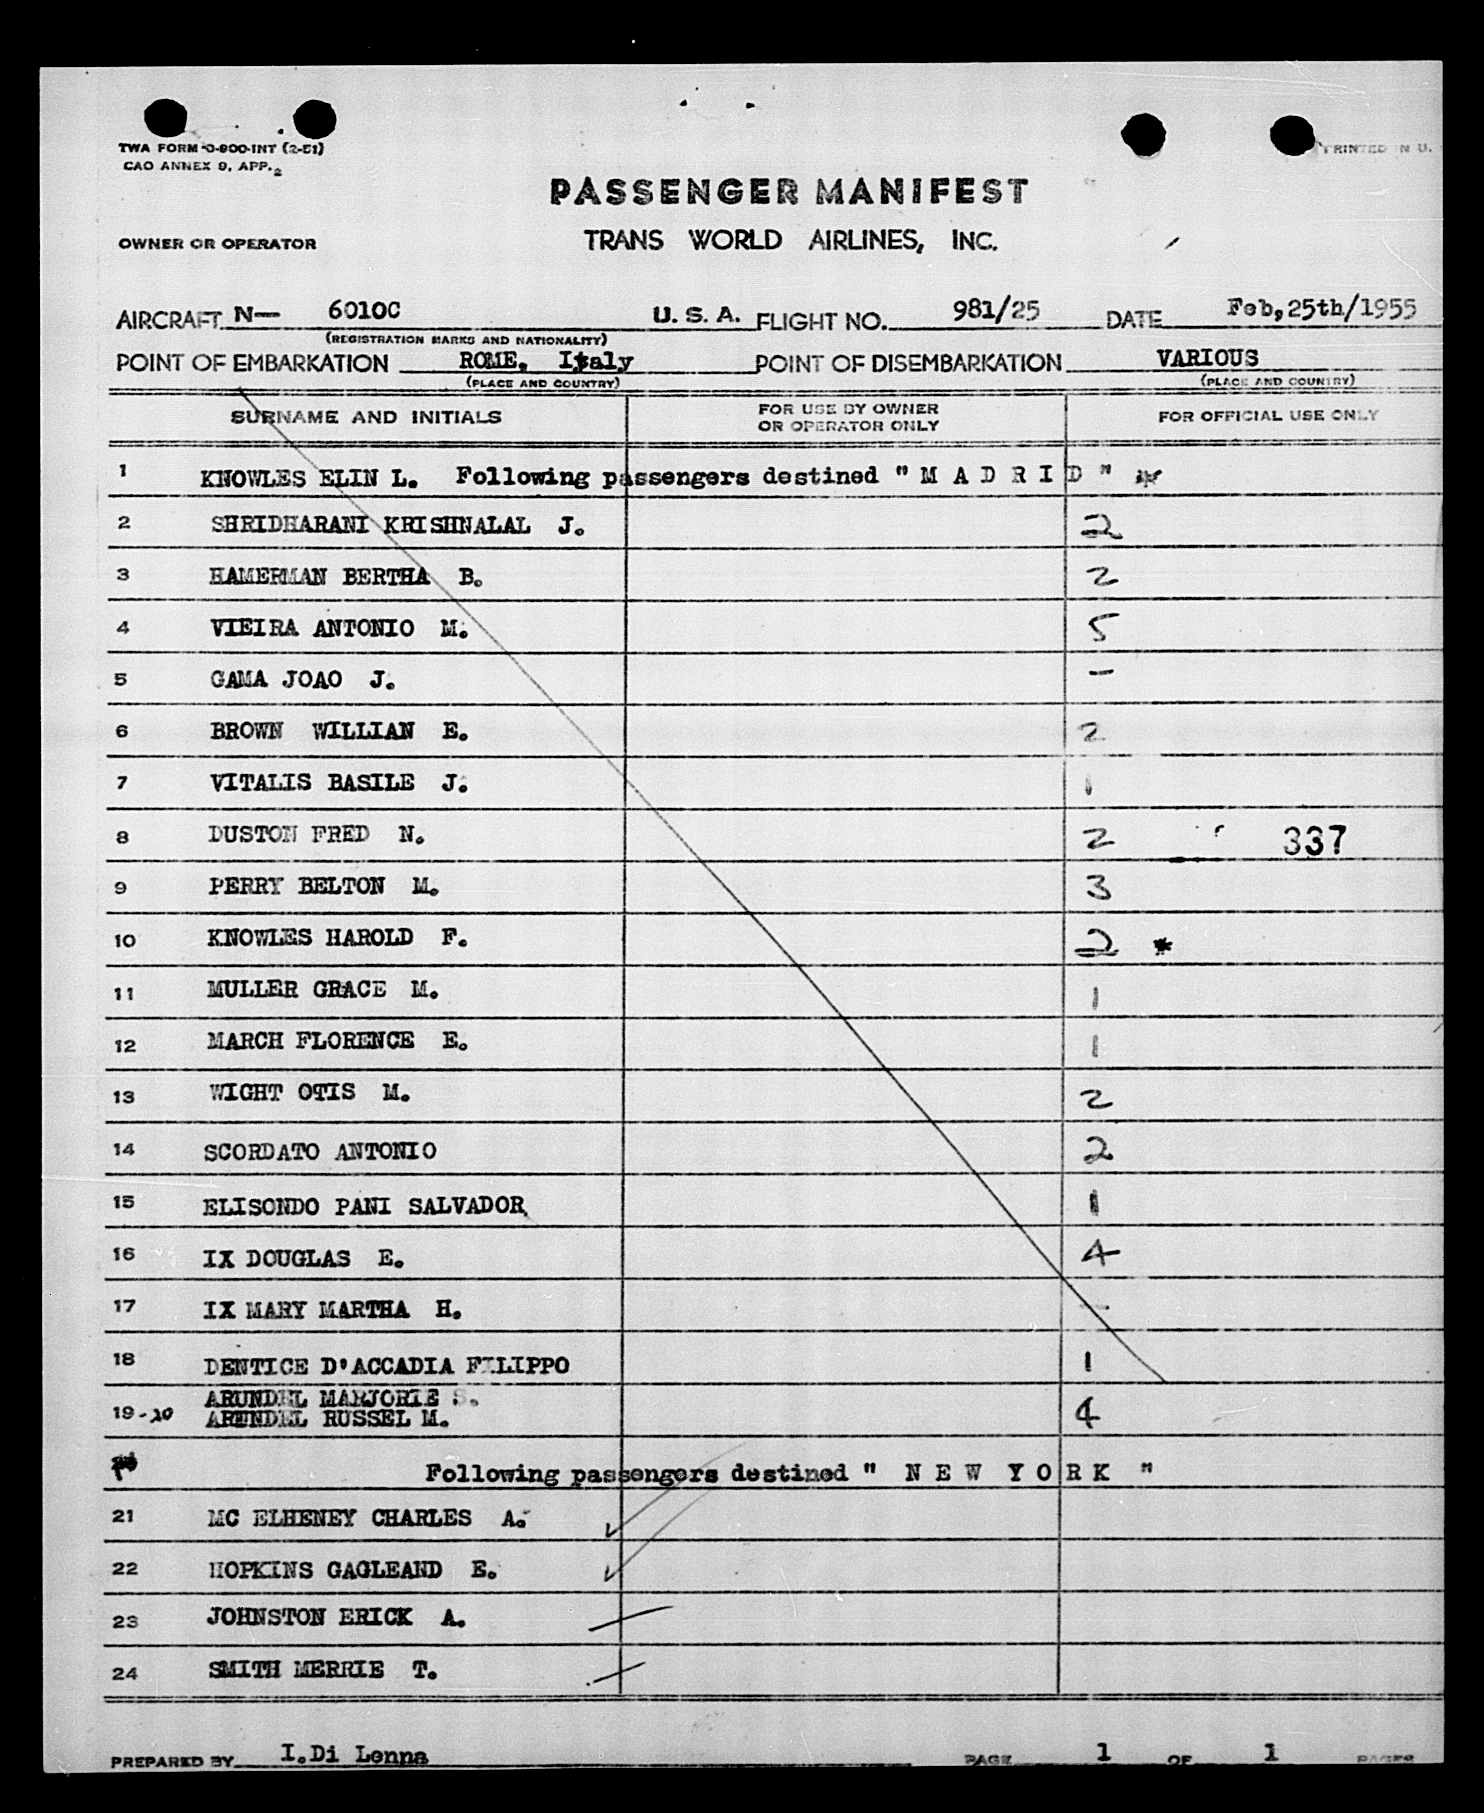 TWA FORM O-800-INT (2-51)
CAO ANNEX 9, APP. 2
PRINTED IN U.
PASSENGER MANIFEST
OWNER OR OPERATOR TRANS WORLD AIRLINES, INC.
AIRCRAFT N— 6010C U. S. A. FLIGHT NO. 981/25 DATE Feb,25th/1955
(REGISTRATION MARKS AND NATIONALITY)
POINT OF EMBARKATION ROME, Italy POINT OF DISEMBARKATION VARIOUS
(PLACE AND COUNTRY) (PLACE AND COUNTRY)
SURNAME AND INITIALS FOR USE BY OWNER OR OPERATOR ONLY FOR OFFICIAL USE ONLY
1 KNOWLES ELIN L. Following passengers destined " M A D R I D " *
2 SHRIDHARANI KRISHNALAL J. 2
3 HAMERMAN BERTHA B. 2
4 VIEIRA ANTONIO M. 5
5 GAMA JOAO J. -
6 BROWN WILLIAN E. 2
7 VITALIS BASILE J. 1
8 DUSTON FRED N. 2 337
9 PERRY BELTON M. 3
10 KNOWLES HAROLD F. 2 *
11 MULLER GRACE M. 1
12 MARCH FLORENCE E. 1
13 WIGHT OTIS M. 2
14 SCORDATO ANTONIO 2
15 ELISONDO PANI SALVADOR 1
16 IX DOUGLAS E. 4
17 IX MARY MARTHA H. -
18 DENTICE D'ACCADIA FILIPPO 1
ARUNDEL MARJORIE S.
19-20 ARUNDEL RUSSEL M. 4
Following passengers destined " N E W Y O R K "
21 MC ELHENEY CHARLES A.
22 HOPKINS GAGLEAND E.
23 JOHNSTON ERICK A.
24 SMITH MERRIE T.
PREPARED BY I.Di Lenna PAGE 1 OF 1 PAGES